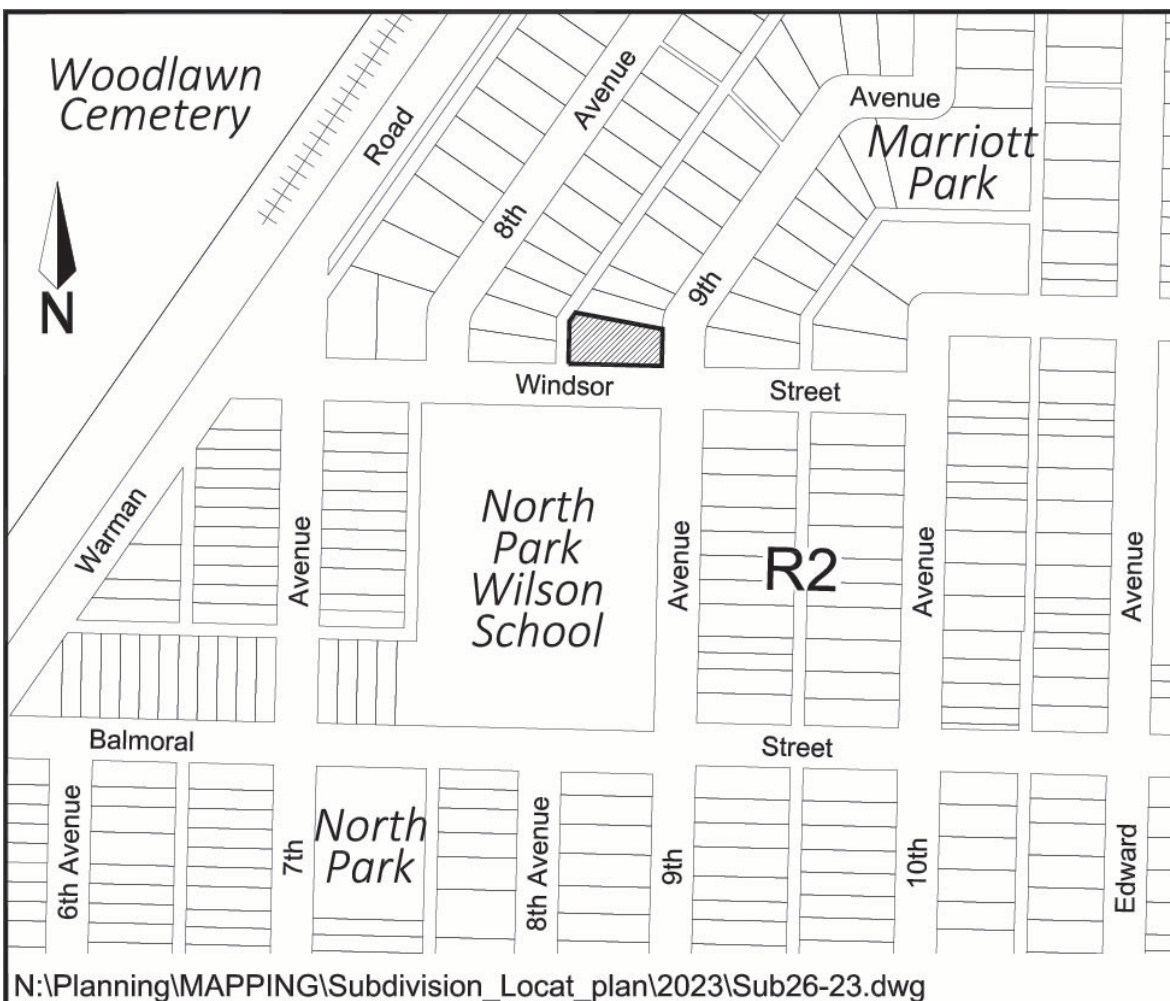 Woodlawn
Cemetery
Road
Avenue
8th
Avenue
Marriott
Park
9th
N
Windsor
Street
Warman
Avenue
North
Park
Wilson
School
Avenue
R2
Avenue
Avenue
Balmoral
Street
6th Avenue
7th
North
Park
8th Avenue
9th
10th
Edward
N:\Planning\MAPPING\Subdivision_Locat_plan\2023\Sub26-23.dwg